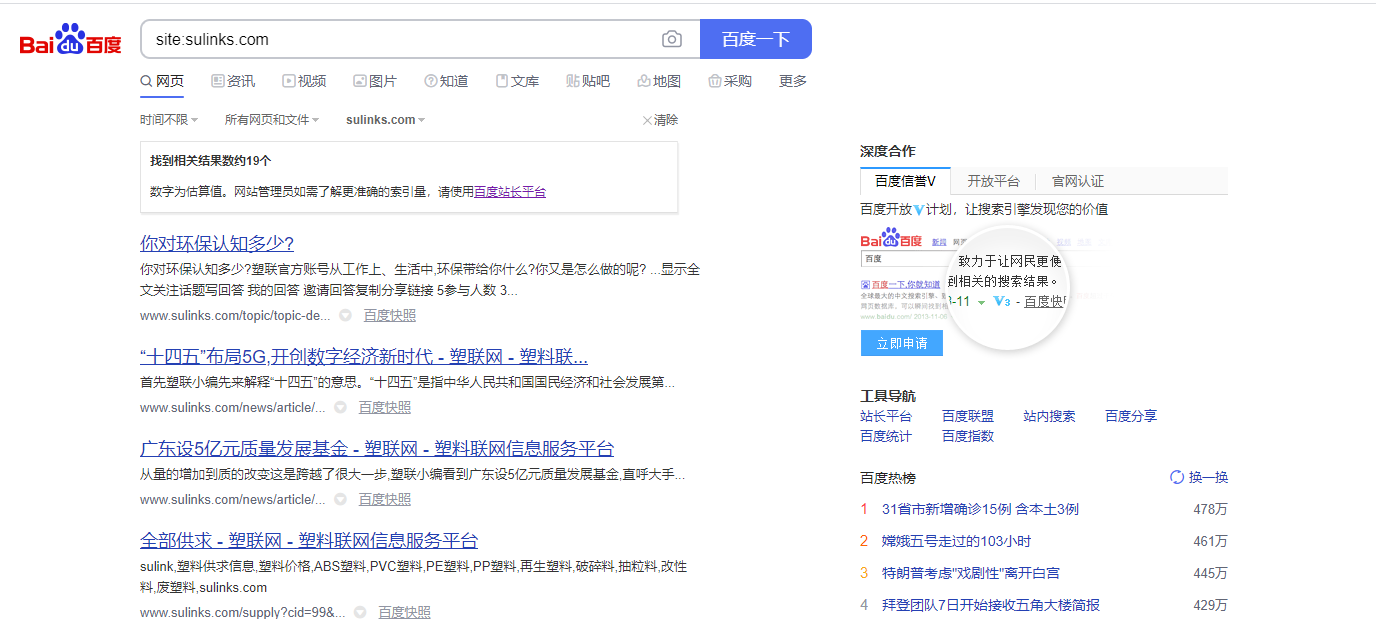 Bai du 百度
site:sulinks.com
百度一下
网页 资讯 视频 图片 知道 文库 贴吧 地图 采购 更多
时间不限 所有网页和文件 sulinks.com 清除
找到相关结果数约19个
数字为估算值。网站管理员如需了解更准确的索引量，请使用百度站长平台
你对环保认知多少?
你对环保认知多少?塑联官方账号从工作上、生活中,环保带给你什么?你又是怎么做的呢? ...显示全
文关注话题写回答 我的回答 邀请回答复制分享链接 5参与人数 3...
www.sulinks.com/topic/topic-de... 百度快照
“十四五”布局5G,开创数字经济新时代 - 塑联网 - 塑料联...
首先塑联小编先来解释“十四五”的意思。“十四五”是指中华人民共和国国民经济和社会发展第...
www.sulinks.com/news/article/... 百度快照
广东设5亿元质量发展基金 - 塑联网 - 塑料联网信息服务平台
从量的增加到质的改变这是跨越了很大一步,塑联小编看到广东设5亿元质量发展基金,直呼大手...
www.sulinks.com/news/article/... 百度快照
全部供求 - 塑联网 - 塑料联网信息服务平台
sulink,塑料供求信息,塑料价格,ABS塑料,PVC塑料,PE塑料,PP塑料,再生塑料,破碎料,抽粒料,改性
料,废塑料,sulinks.com
www.sulinks.com/supply?cid=99&... 百度快照
深度合作
百度信誉V 开放平台 官网认证
百度开放V计划，让搜索引擎发现您的价值
Bai du 百度 新闻
百度
百度一下,你就知道
致力于让网民更便
到相关的搜索结果。
-11 V3 - 百度快
立即申请
工具导航
站长平台 百度联盟 站内搜索 百度分享
百度统计 百度指数
百度热榜 换一换
1 31省市新增确诊15例 含本土3例 478万
2 嫦娥五号走过的103小时 461万
3 特朗普考虑"戏剧性"离开白宫 445万
4 拜登团队7日开始接收五角大楼简报 429万